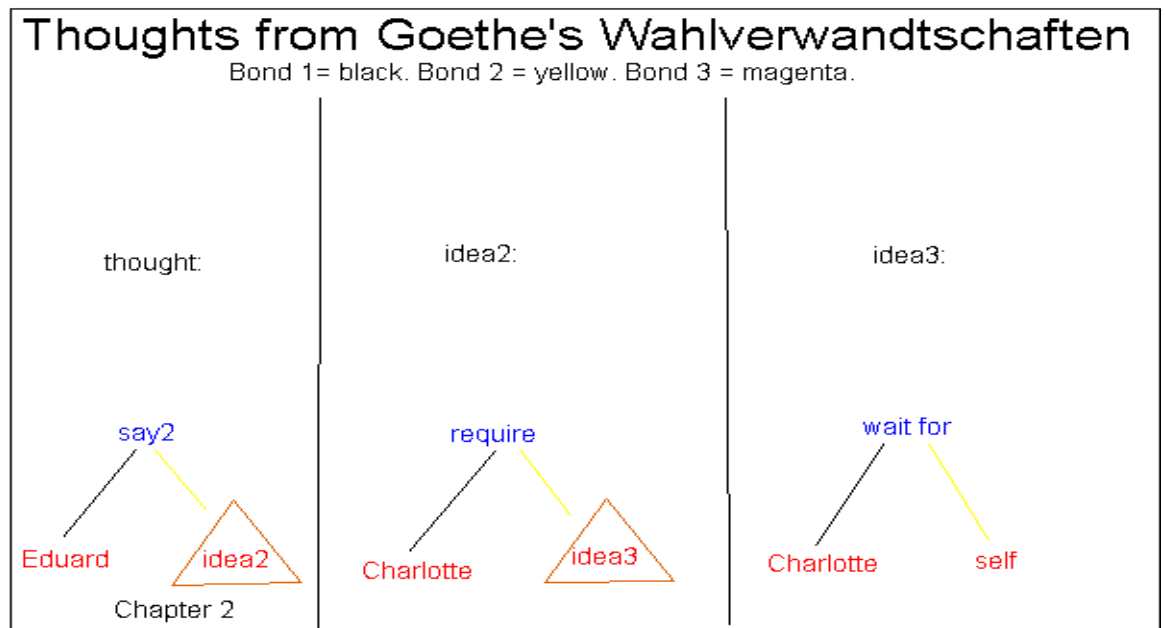 Thoughts from Goethe's Wahlverwandtschaften
Bond 1= black. Bond 2 = yellow. Bond 3 = magenta.
thought:
idea2:
idea3:
say2
require
wait for
Eduard
idea2
Charlotte
idea3
Charlotte
self
Chapter 2